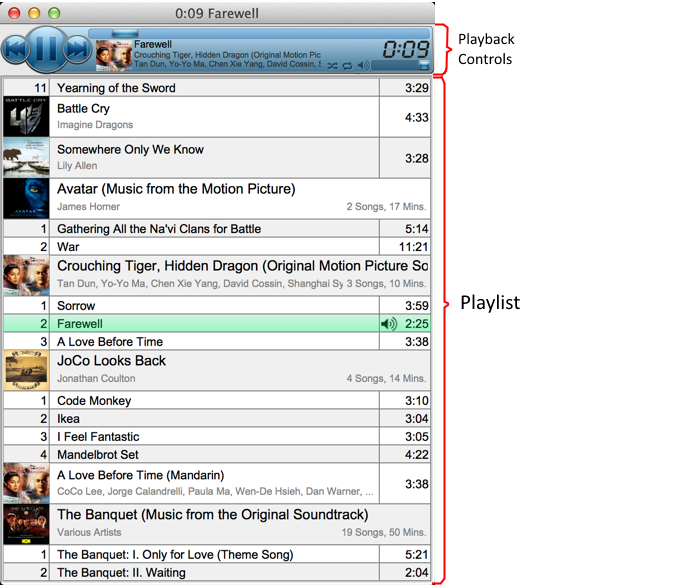 0:09 Farewell
Farewell
Crouching Tiger, Hidden Dragon (Original Motion Pic
Tan Dun, Yo-Yo Ma, Chen Xie Yang, David Cossin, S
0:09
Playback
Controls
11 Yearning of the Sword 3:29
BATTLE CRY
Battle Cry 4:33
Imagine Dragons
Somewhere Only We Know 3:28
Lily Allen
Avatar (Music from the Motion Picture)
James Horner 2 Songs, 17 Mins.
AVATAR
1 Gathering All the Na'vi Clans for Battle 5:14
2 War 11:21
Crouching Tiger, Hidden Dragon (Original Motion Picture So
Tan Dun, Yo-Yo Ma, Chen Xie Yang, David Cossin, Shanghai Sy 3 Songs, 10 Mins.
1 Sorrow 3:59
2 Farewell 2:25
3 A Love Before Time 3:38
JoCo Looks Back
Jonathan Coulton 4 Songs, 14 Mins.
1 Code Monkey 3:10
2 Ikea 3:04
3 I Feel Fantastic 3:05
4 Mandelbrot Set 4:22
A Love Before Time (Mandarin) 3:38
CoCo Lee, Jorge Calandrelli, Paula Ma, Wen-De Hsieh, Dan Warner, ...
The Banquet (Music from the Original Soundtrack)
Various Artists 19 Songs, 50 Mins.
1 The Banquet: I. Only for Love (Theme Song) 5:21
2 The Banquet: II. Waiting 2:04
Playlist